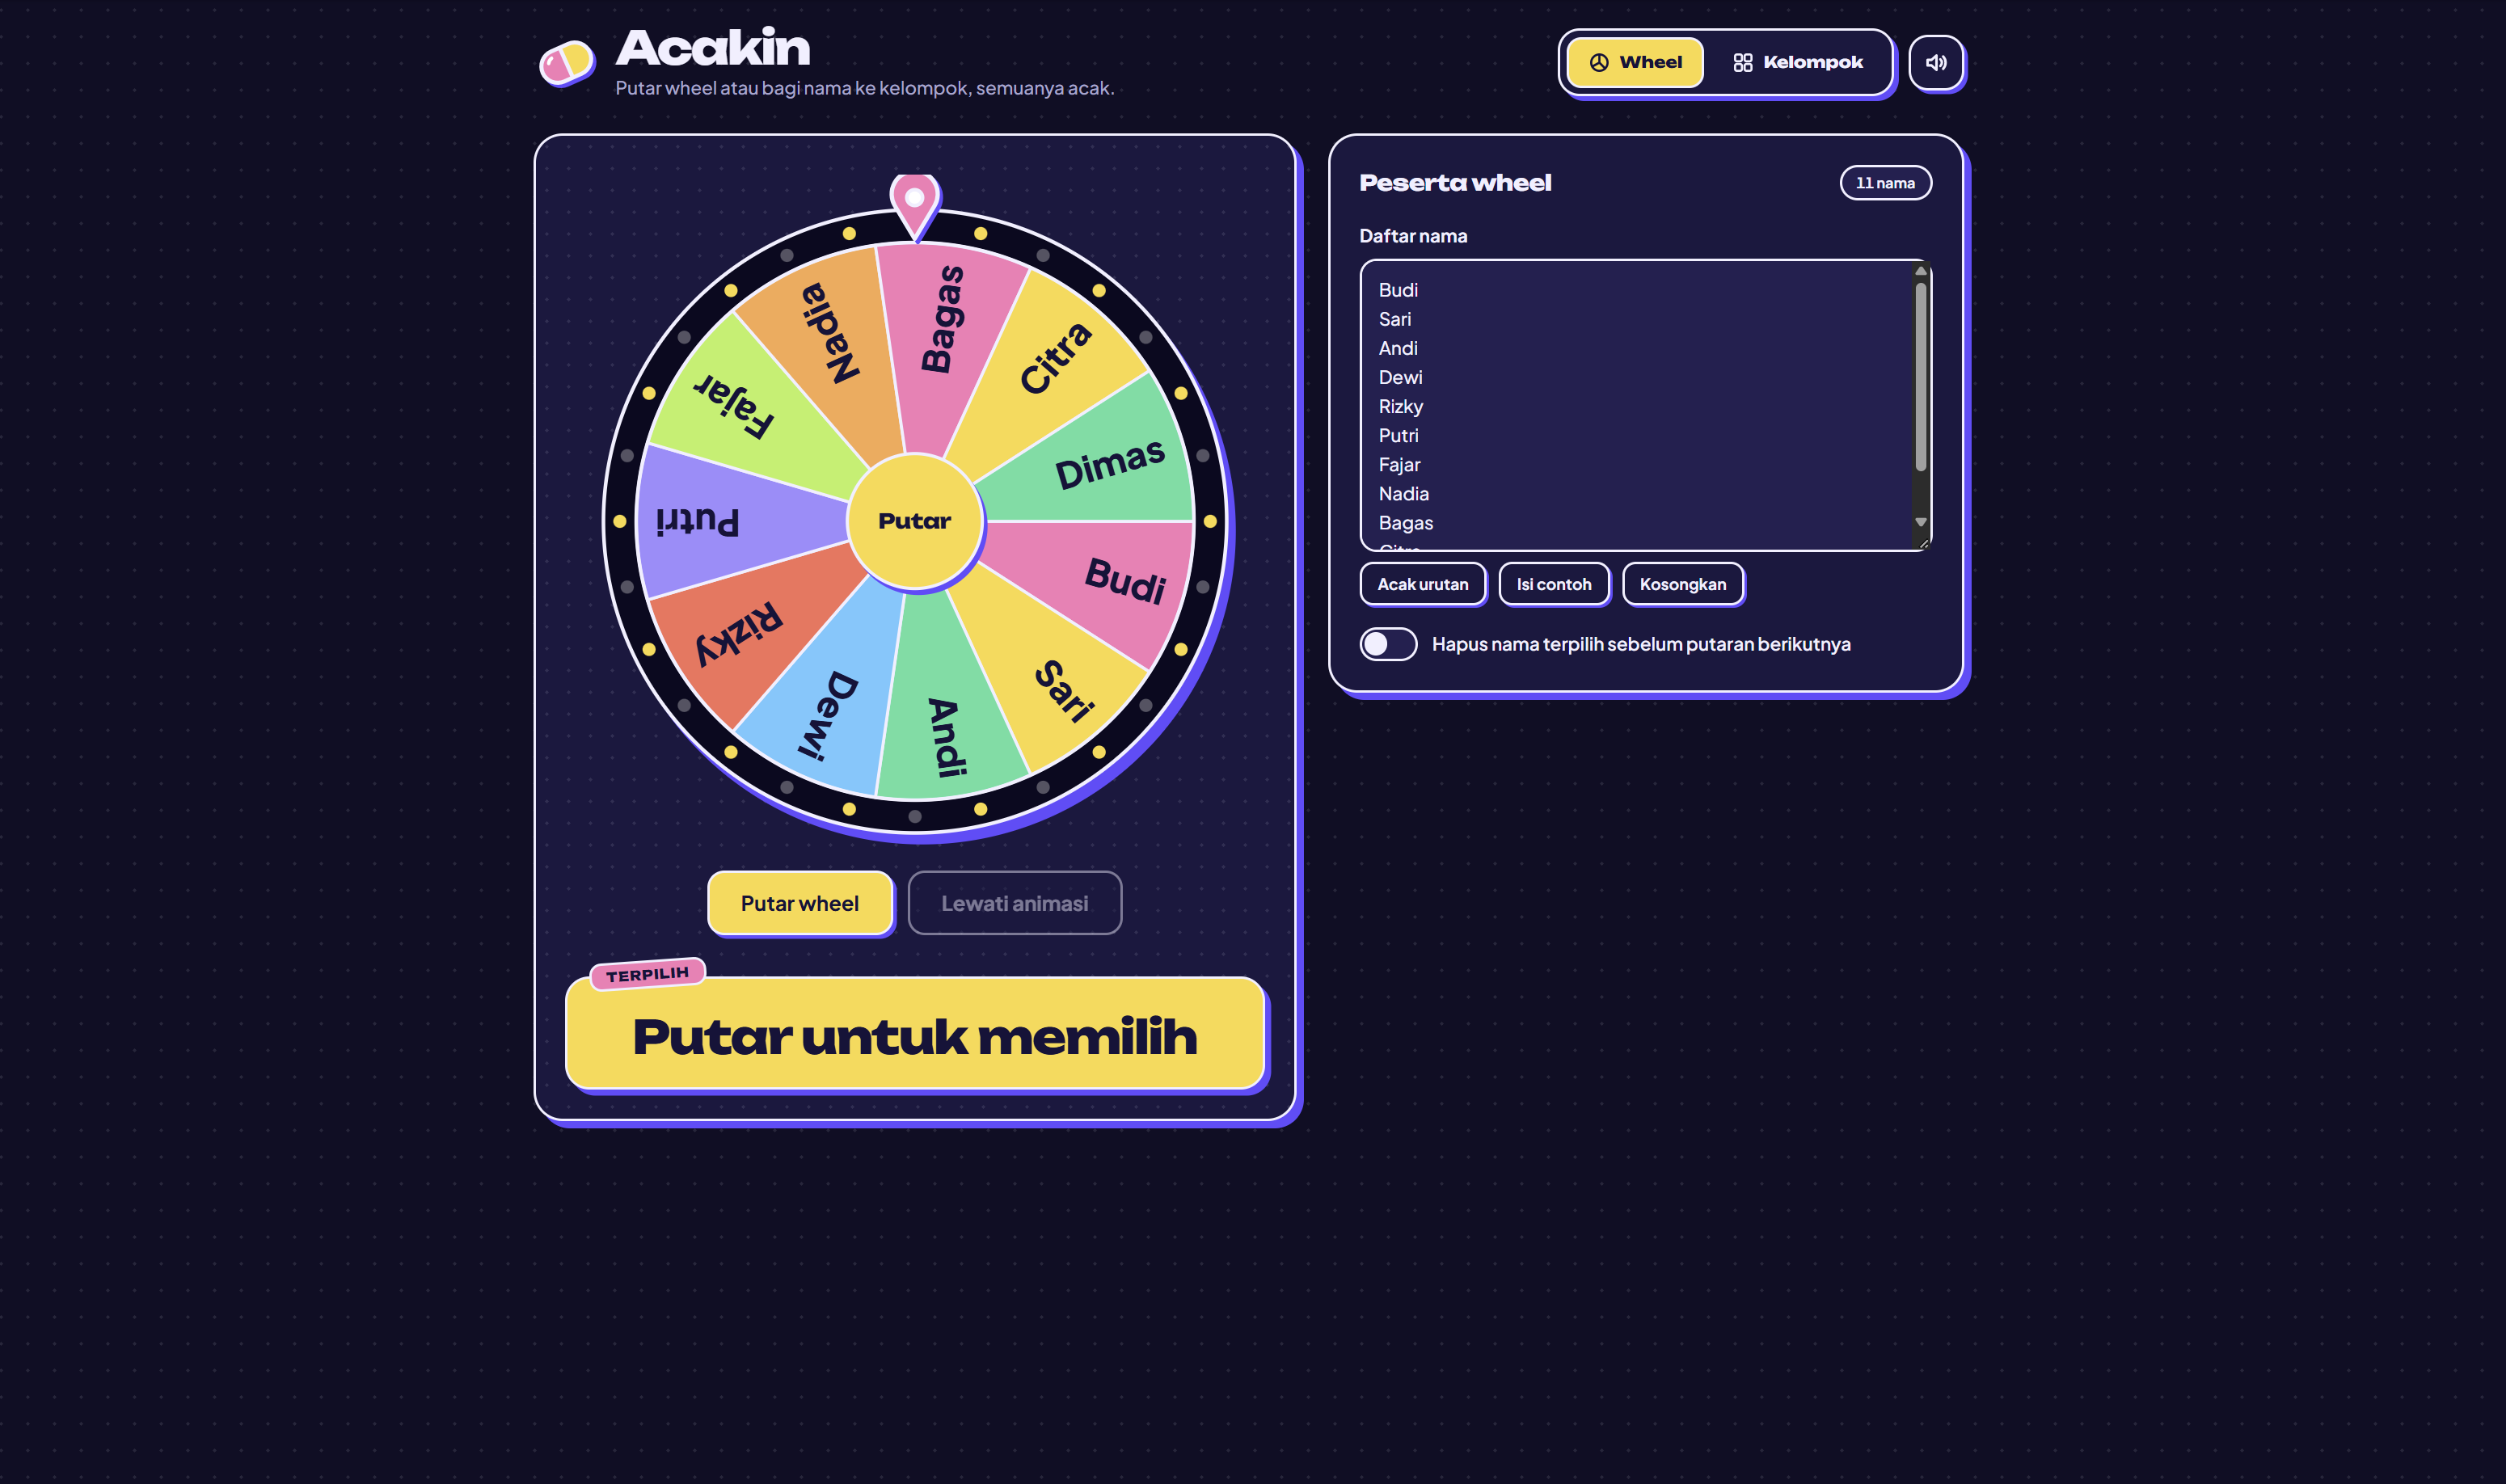 Acakin
Putar wheel atau bagi nama ke kelompok, semuanya acak.
Wheel
Kelompok
Bagas
Citra
Dimas
Budi
Sari
Andi
Dewi
Rizky
Putri
Fajar
Nadia
Putar
Putar wheel
Lewati animasi
TERPILIH
Putar untuk memilih
Peserta wheel
11 nama
Daftar nama
Budi
Sari
Andi
Dewi
Rizky
Putri
Fajar
Nadia
Bagas
Citra
Acak urutan
Isi contoh
Kosongkan
Hapus nama terpilih sebelum putaran berikutnya